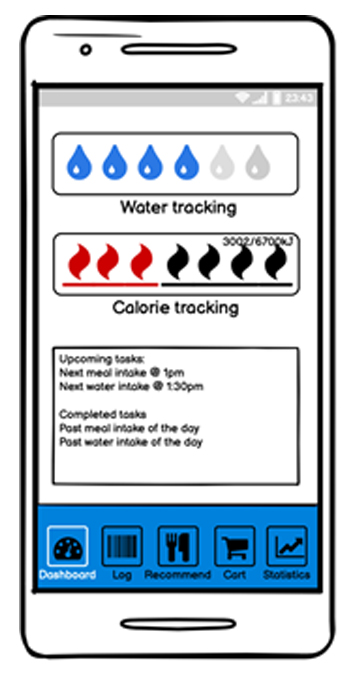 23:43
Water tracking
3002/6700kJ
Calorie tracking
Upcoming tasks:
Next meal intake @ 1pm
Next water intake @ 1:30pm
Completed tasks
Past meal intake of the day
Past water intake of the day
Dashboard Log Recommend Cart Statistics